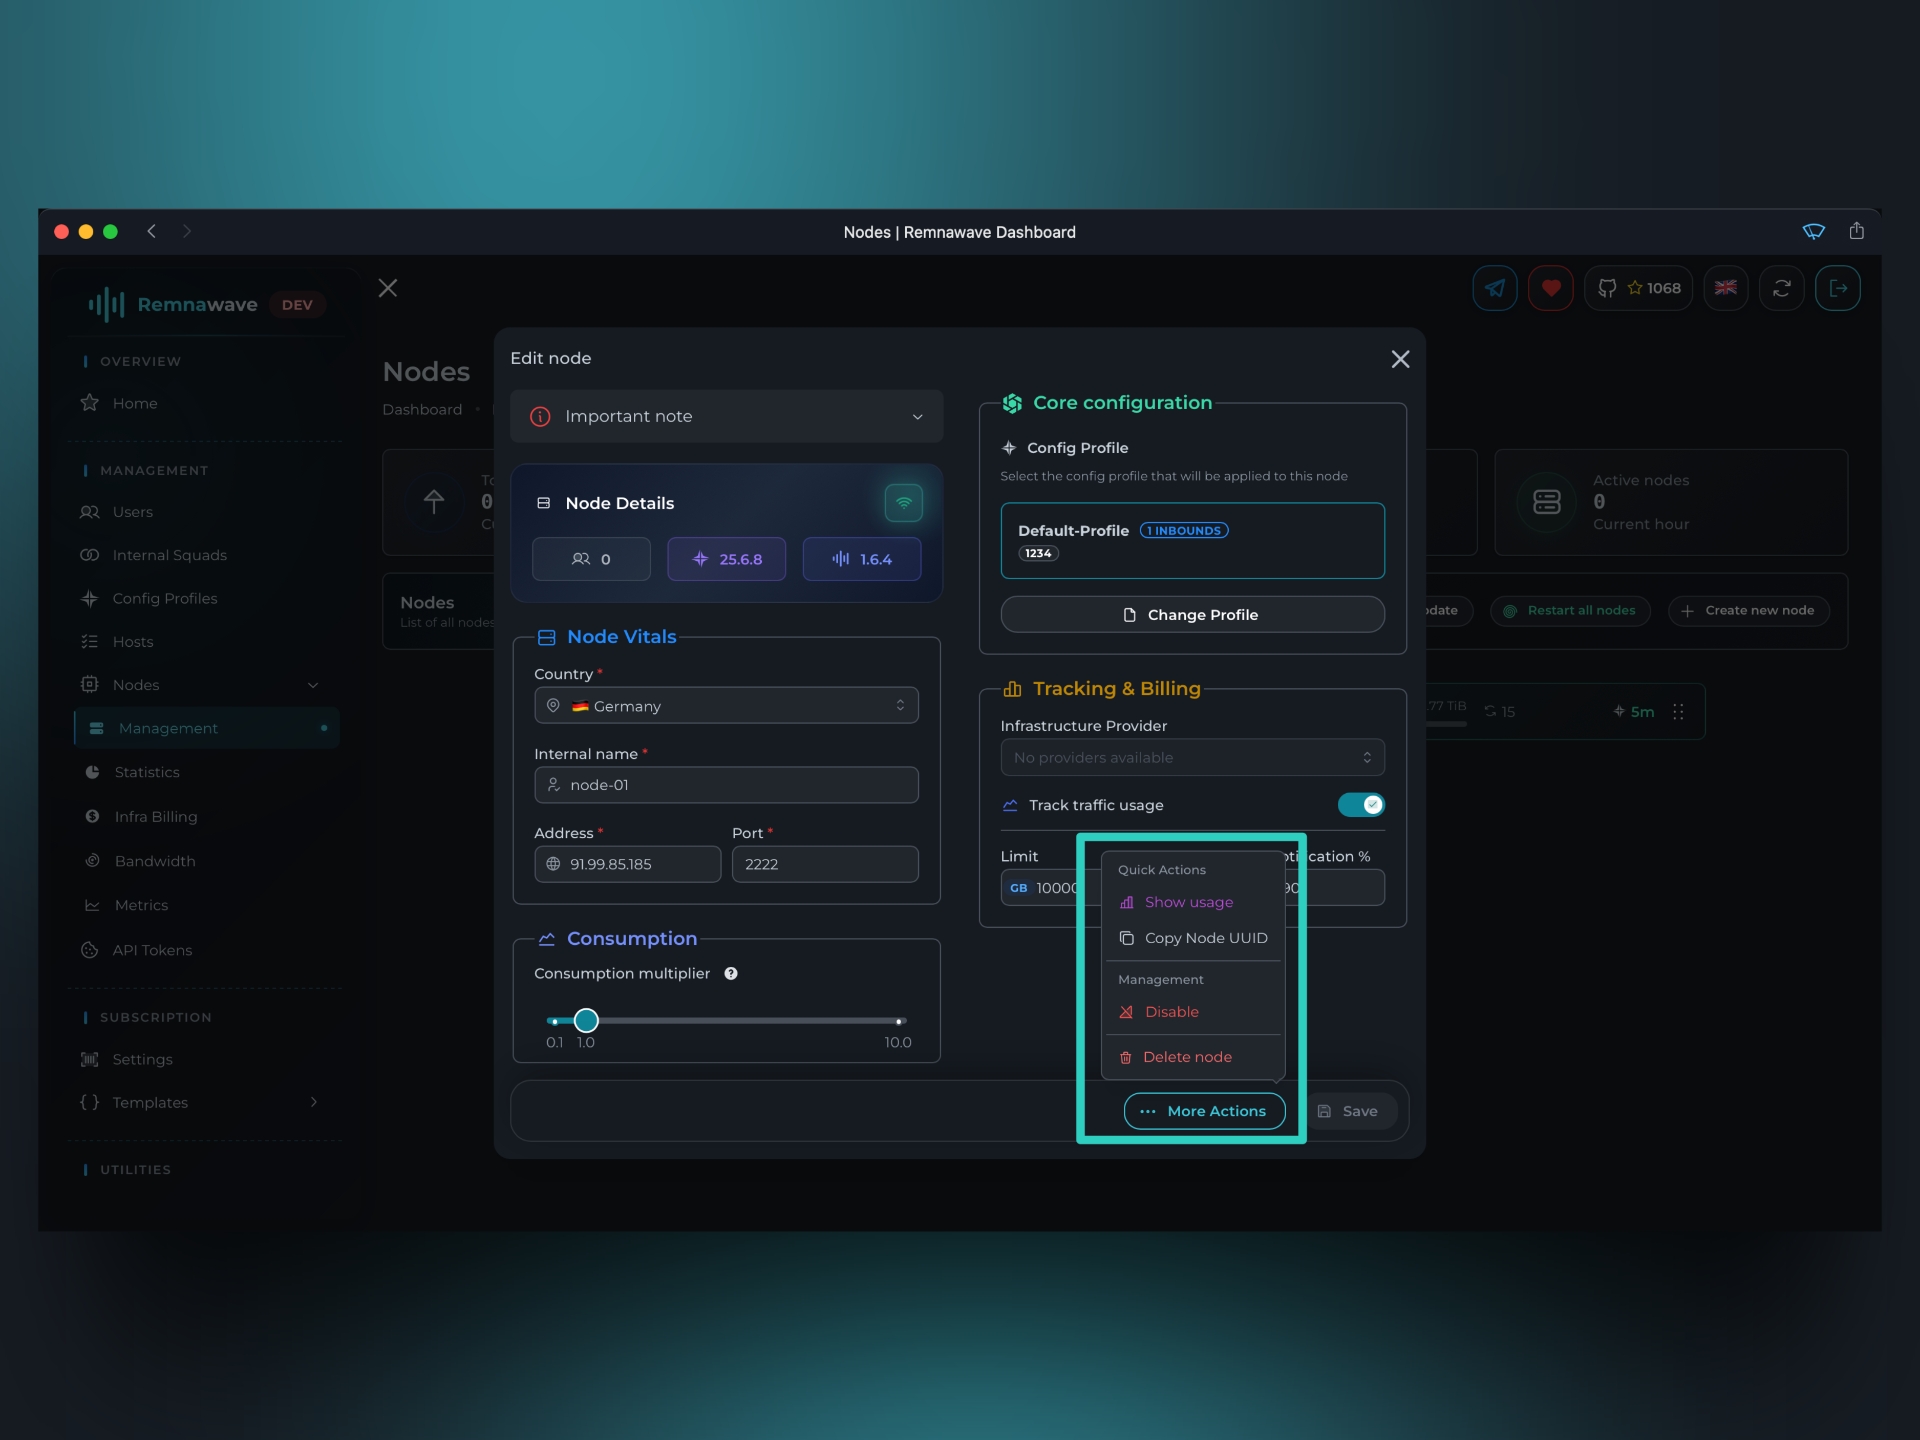 Nodes | Remnawave Dashboard
Remnawave DEV
1068
OVERVIEW
Home
MANAGEMENT
Users
Internal Squads
Config Profiles
Hosts
Nodes
Management
Statistics
Infra Billing
Bandwidth
Metrics
API Tokens
SUBSCRIPTION
Settings
Templates
UTILITIES
Nodes
Dashboard
0
Nodes
List of all nodes
Edit node
Important note
Node Details
0
25.6.8
1.6.4
Node Vitals
Country *
Germany
Internal name *
node-01
Address *
Port *
91.99.85.185
2222
Consumption
Consumption multiplier
0.1
1.0
10.0
Core configuration
Config Profile
Select the config profile that will be applied to this node
Default-Profile
1 INBOUNDS
1234
Change Profile
Tracking & Billing
Infrastructure Provider
No providers available
Track traffic usage
Limit
GB 10000
cation %
Quick Actions
Show usage
Copy Node UUID
Management
Disable
Delete node
More Actions
Save
Active nodes
0
Current hour
Restart all nodes
Create new node
.77 TiB
15
5m